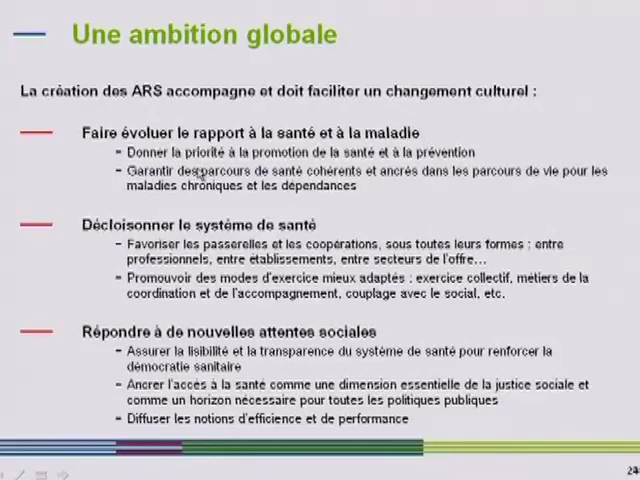 Une ambition globale
La création des ARS accompagne et doit faciliter un changement culturel :
Faire évoluer le rapport à la santé et à la maladie
- Donner la priorité à la promotion de la santé et à la prévention
- Garantir des parcours de santé cohérents et ancrés dans les parcours de vie pour les
maladies chroniques et les dépendances
Décloisonner le système de santé
- Favoriser les passerelles et les coopérations, sous toutes leurs formes : entre
professionnels, entre établissements, entre secteurs de l'offre...
- Promouvoir des modes d'exercice mieux adaptés : exercice collectif, métiers de la
coordination et de l'accompagnement, couplage avec le social, etc.
Répondre à de nouvelles attentes sociales
- Assurer la lisibilité et la transparence du système de santé pour renforcer la
démocratie sanitaire
- Ancrer l'accès à la santé comme une dimension essentielle de la justice sociale et
comme un horizon nécessaire pour toutes les politiques publiques
- Diffuser les notions d'efficience et de performance
24